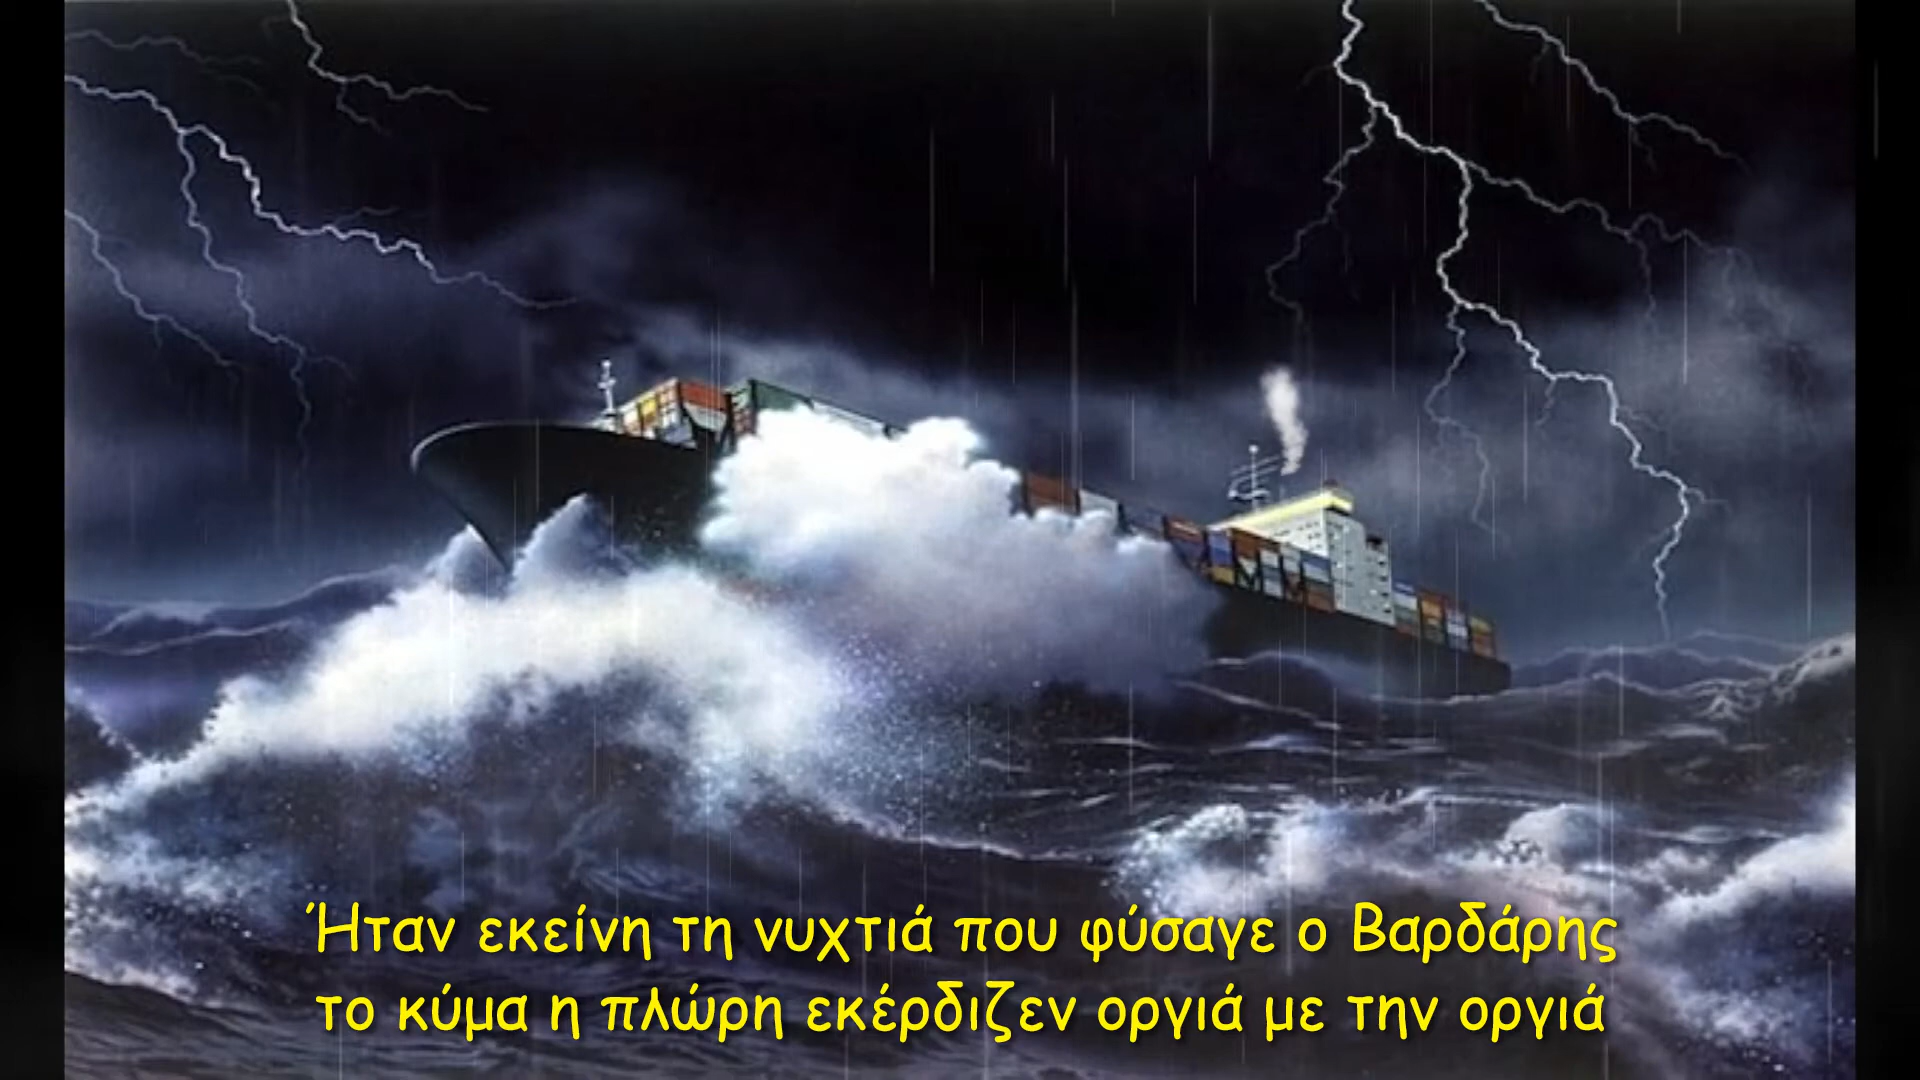 Ήταν εκείνη τη νυχτιά που φύσαγε ο Βαρδάρης
το κύμα η πλώρη εκέρδιζεν οργιά με την οργιά